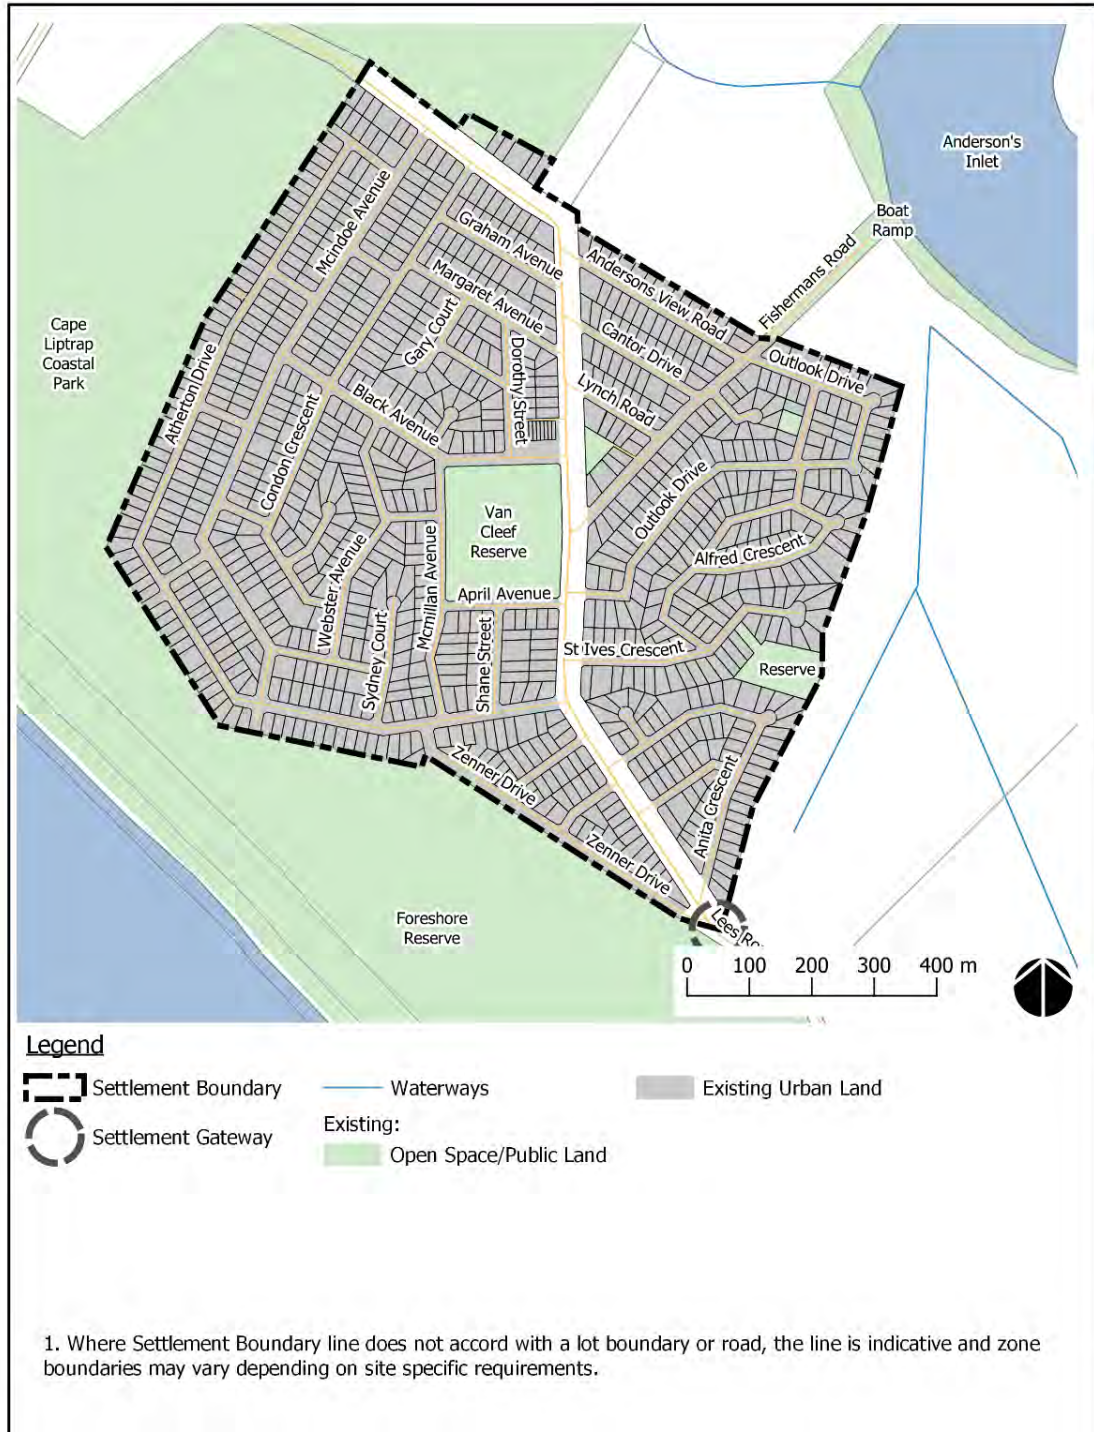 Anderson's
Inlet
Boat
Ramp
Fishermans Road
Mcindoe Avenue
Graham Avenue
Andersons View Road
Margaret Avenue
Cape
Liptrap
Coastal
Park
Gary Court
Cantor Drive
Outlook Drive
Dorothy Street
Lynch Road
Atherton Drive
Black Avenue
Condon Crescent
Outlook Drive
Van
Cleef
Reserve
Alfred Crescent
Webster Avenue
Mcmillan Avenue
April Avenue
Sydney Court
Shane Street
St Ives Crescent
Reserve
Zenner Drive
Anita Crescent
Zenner Drive
Foreshore
Reserve
Lees
0 100 200 300 400 m
Legend
Settlement Boundary
Waterways
Existing Urban Land
Settlement Gateway
Existing:
Open Space/Public Land
1. Where Settlement Boundary line does not accord with a lot boundary or road, the line is indicative and zone
boundaries may vary depending on site specific requirements.